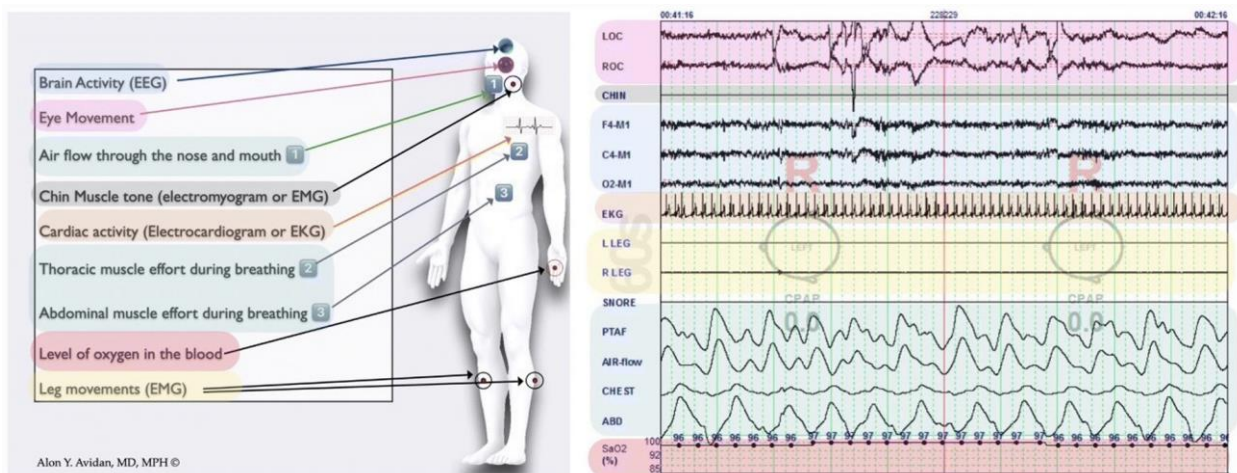 Brain Activity (EEG)
Eye Movement
Air flow through the nose and mouth 1
Chin Muscle tone (electromyogram or EMG)
Cardiac activity (Electrocardiogram or EKG)
Thoracic muscle effort during breathing 2
Abdominal muscle effort during breathing 3
Level of oxygen in the blood
Leg movements (EMG)
Alon Y. Avidan, MD, MPH ©
1
2
3
00:41:16 228229 00:42:16
LOC
ROC
CHIN
F4-M1
C4-M1
R R
O2-M1
EKG
L LEG
LEFT LEFT
R LEG
SNORE
CPAP CPAP
0.0 0.0
PTAF
AIR-flow
CHEST
ABD
SaO2
(%)
100
92
85
96 96 96 96 96 96 97 97 97 97 97 97 97 97 97 97 97 97 96 96 96 96 96 96 96